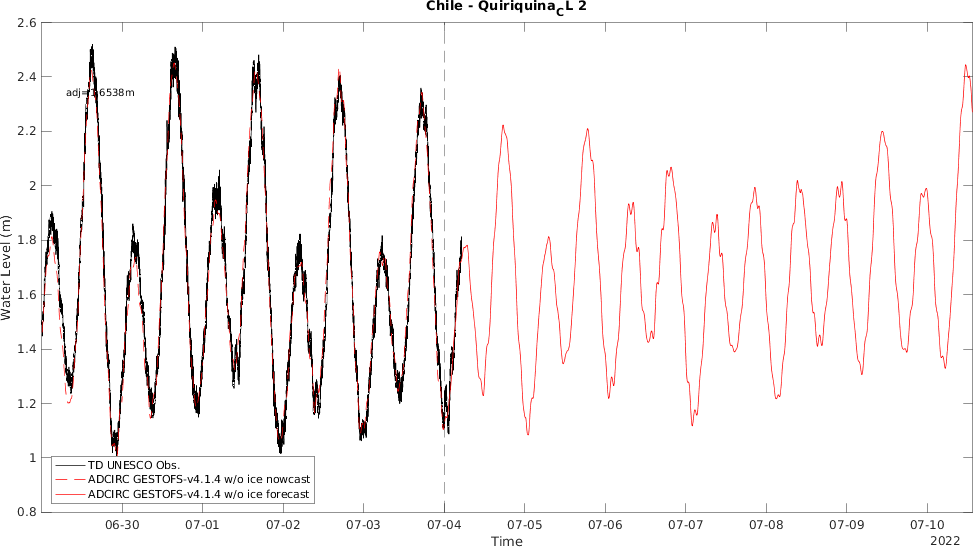 Chile - Quiriquina_CL 2
2.6
2.4
adj=1.6538m
2.2
2
1.8
1.6
1.4
1.2
1
0.8
Water Level (m)
TD UNESCO Obs.
ADCIRC GESTOFS-v4.1.4 w/o ice nowcast
ADCIRC GESTOFS-v4.1.4 w/o ice forecast
06-30 07-01 07-02 07-03 07-04 07-05 07-06 07-07 07-08 07-09 07-10
Time
2022